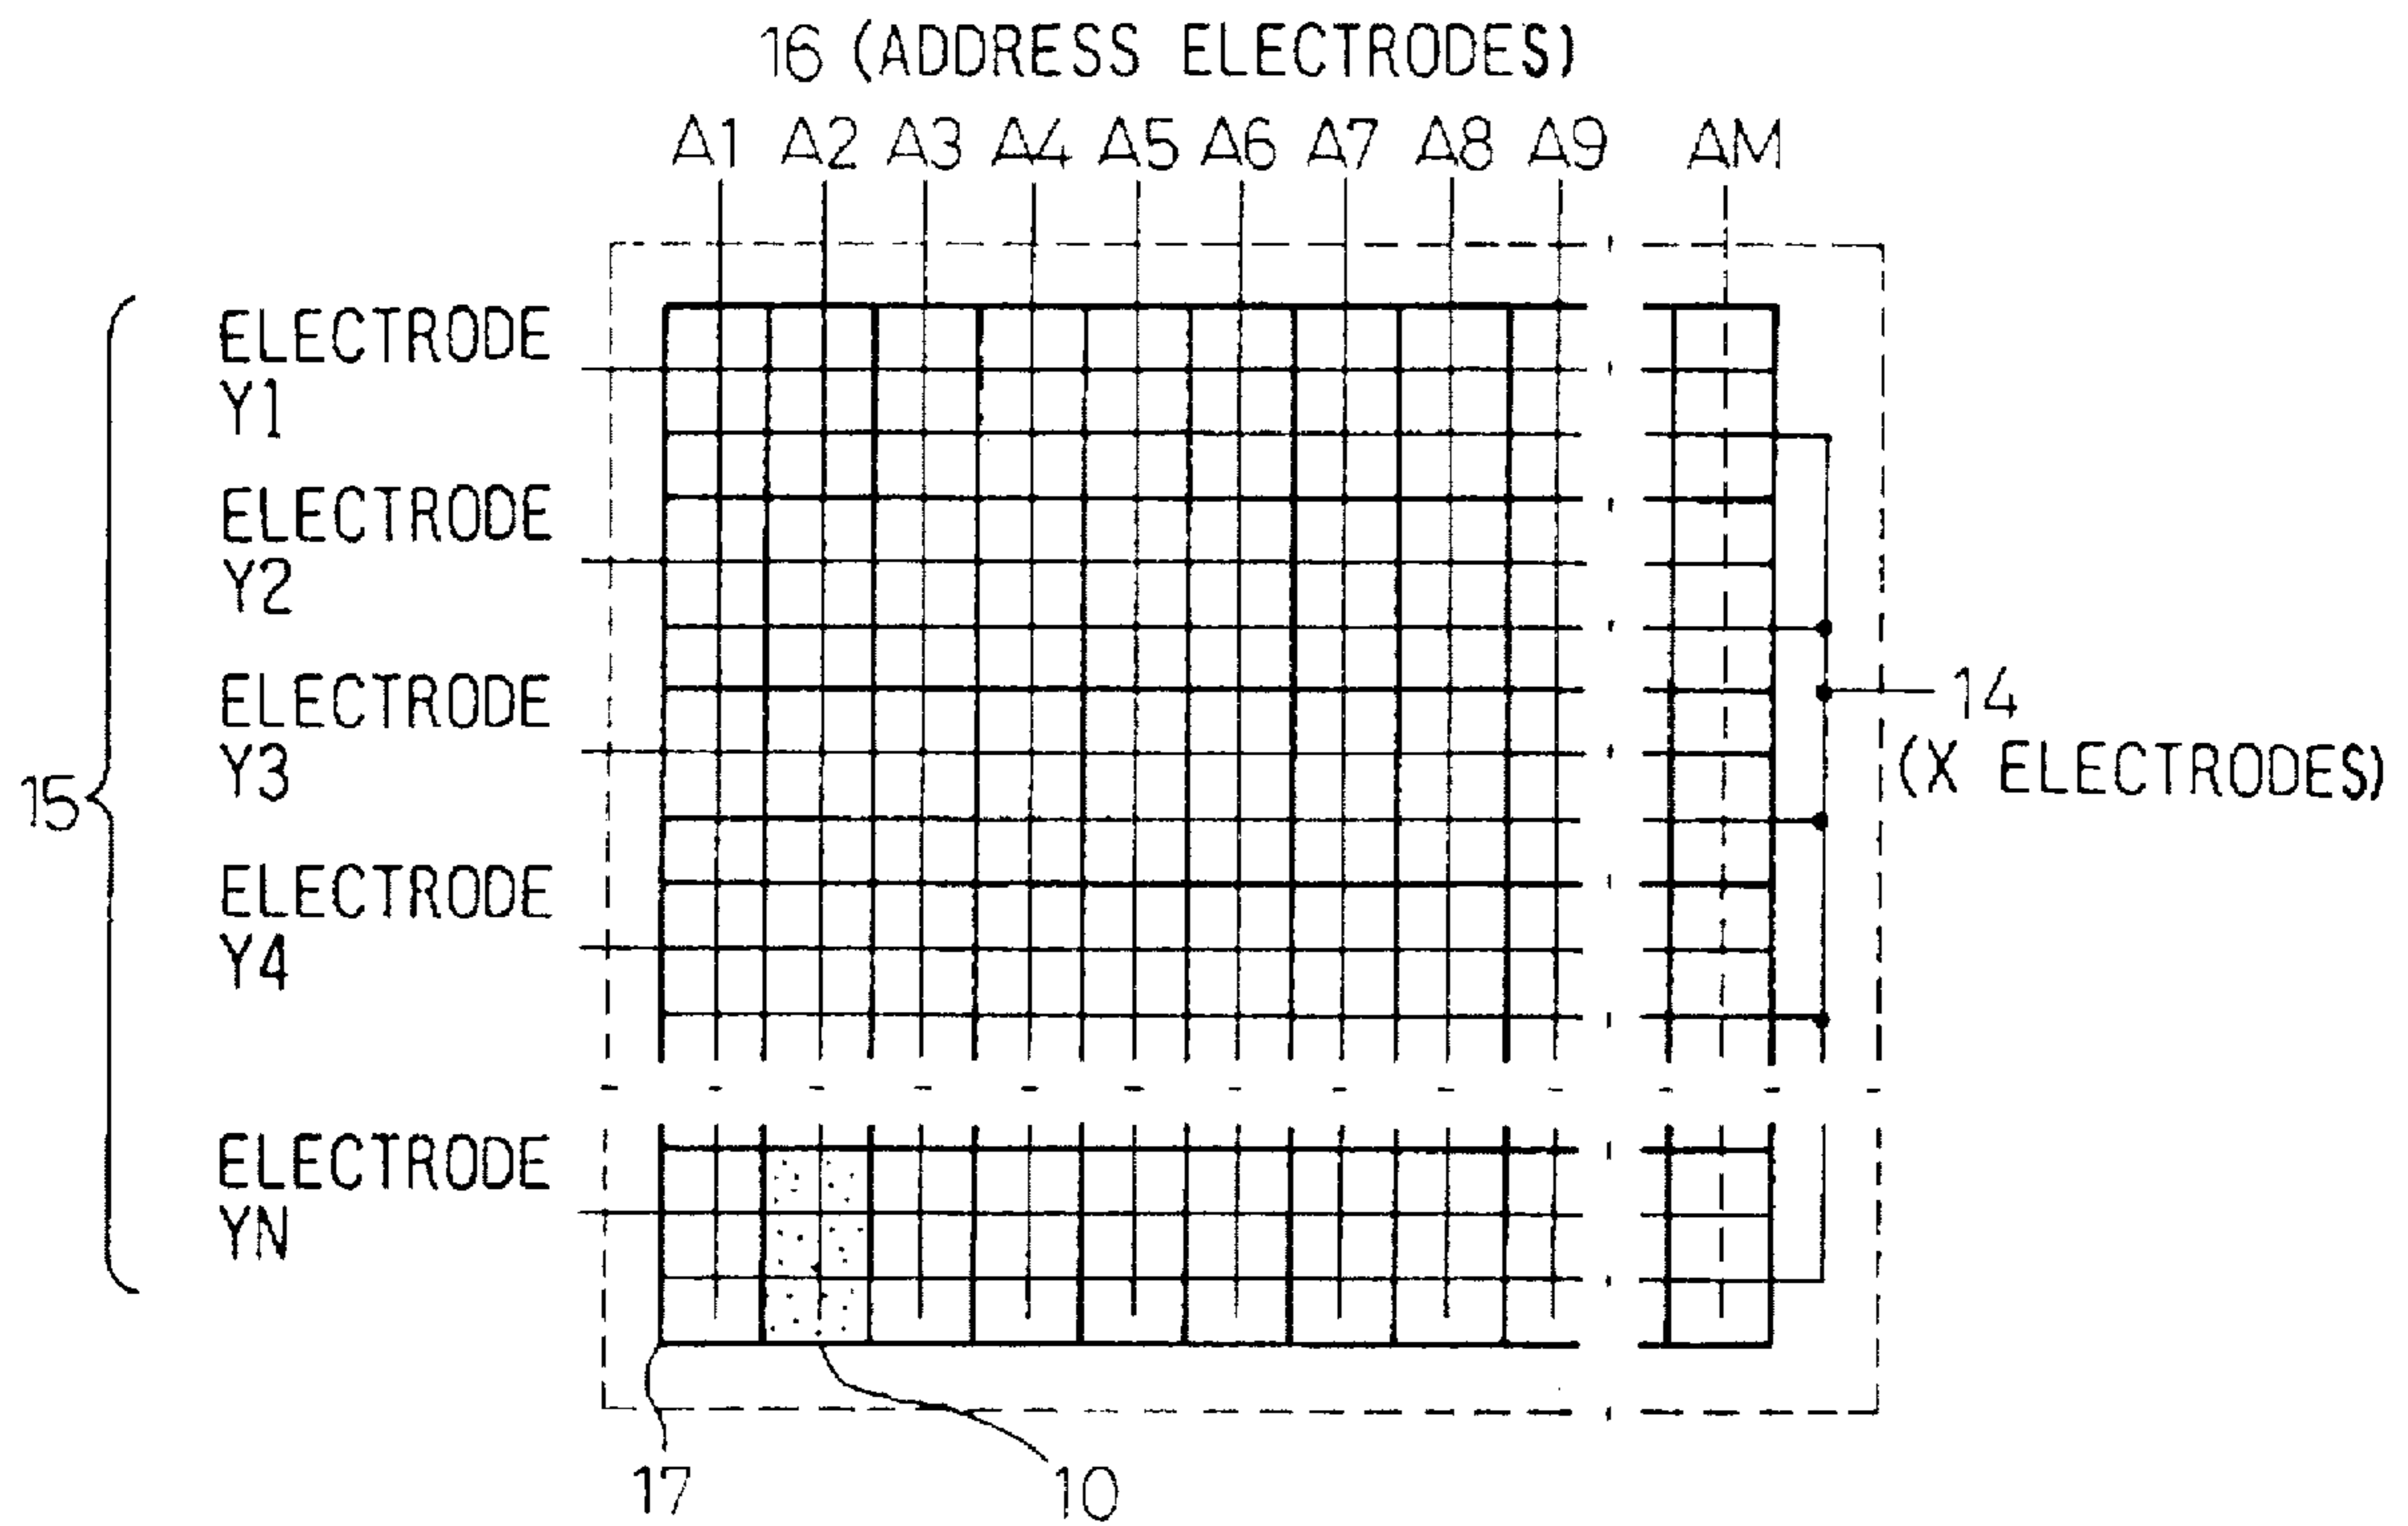 16 (ADDRESS ELECTRODES)
A1 A2 A3 A4 A5 A6 A7 A8 A9 AM
ELECTRODE
Y1
ELECTRODE
Y2
ELECTRODE
Y3
15
14
(X ELECTRODES)
ELECTRODE
Y4
ELECTRODE
YN
17
10